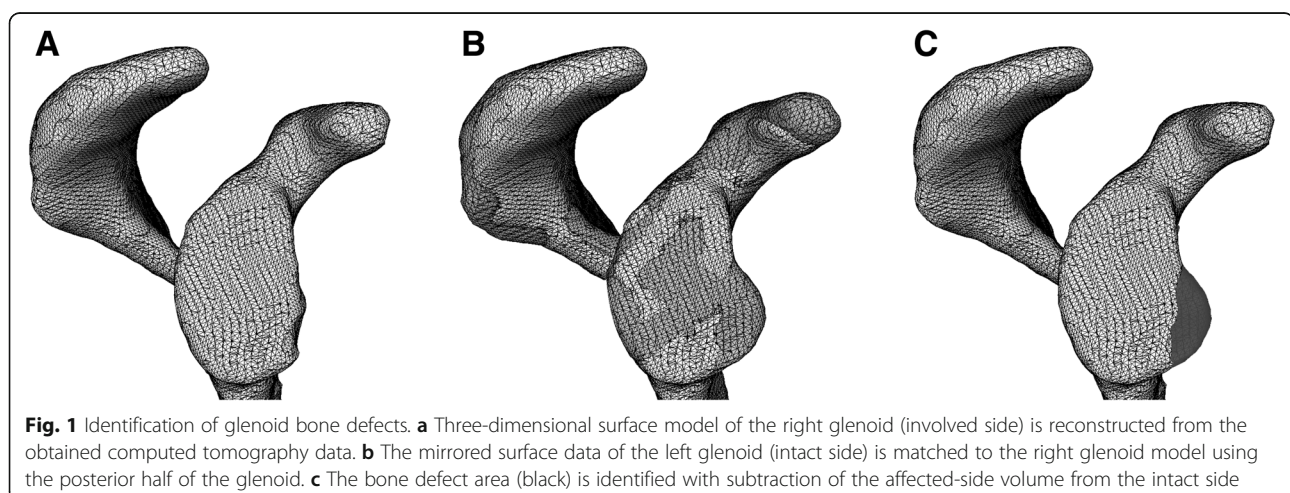 A B C
Fig. 1 Identification of glenoid bone defects. a Three-dimensional surface model of the right glenoid (involved side) is reconstructed from the
obtained computed tomography data. b The mirrored surface data of the left glenoid (intact side) is matched to the right glenoid model using
the posterior half of the glenoid. c The bone defect area (black) is identified with subtraction of the affected-side volume from the intact side